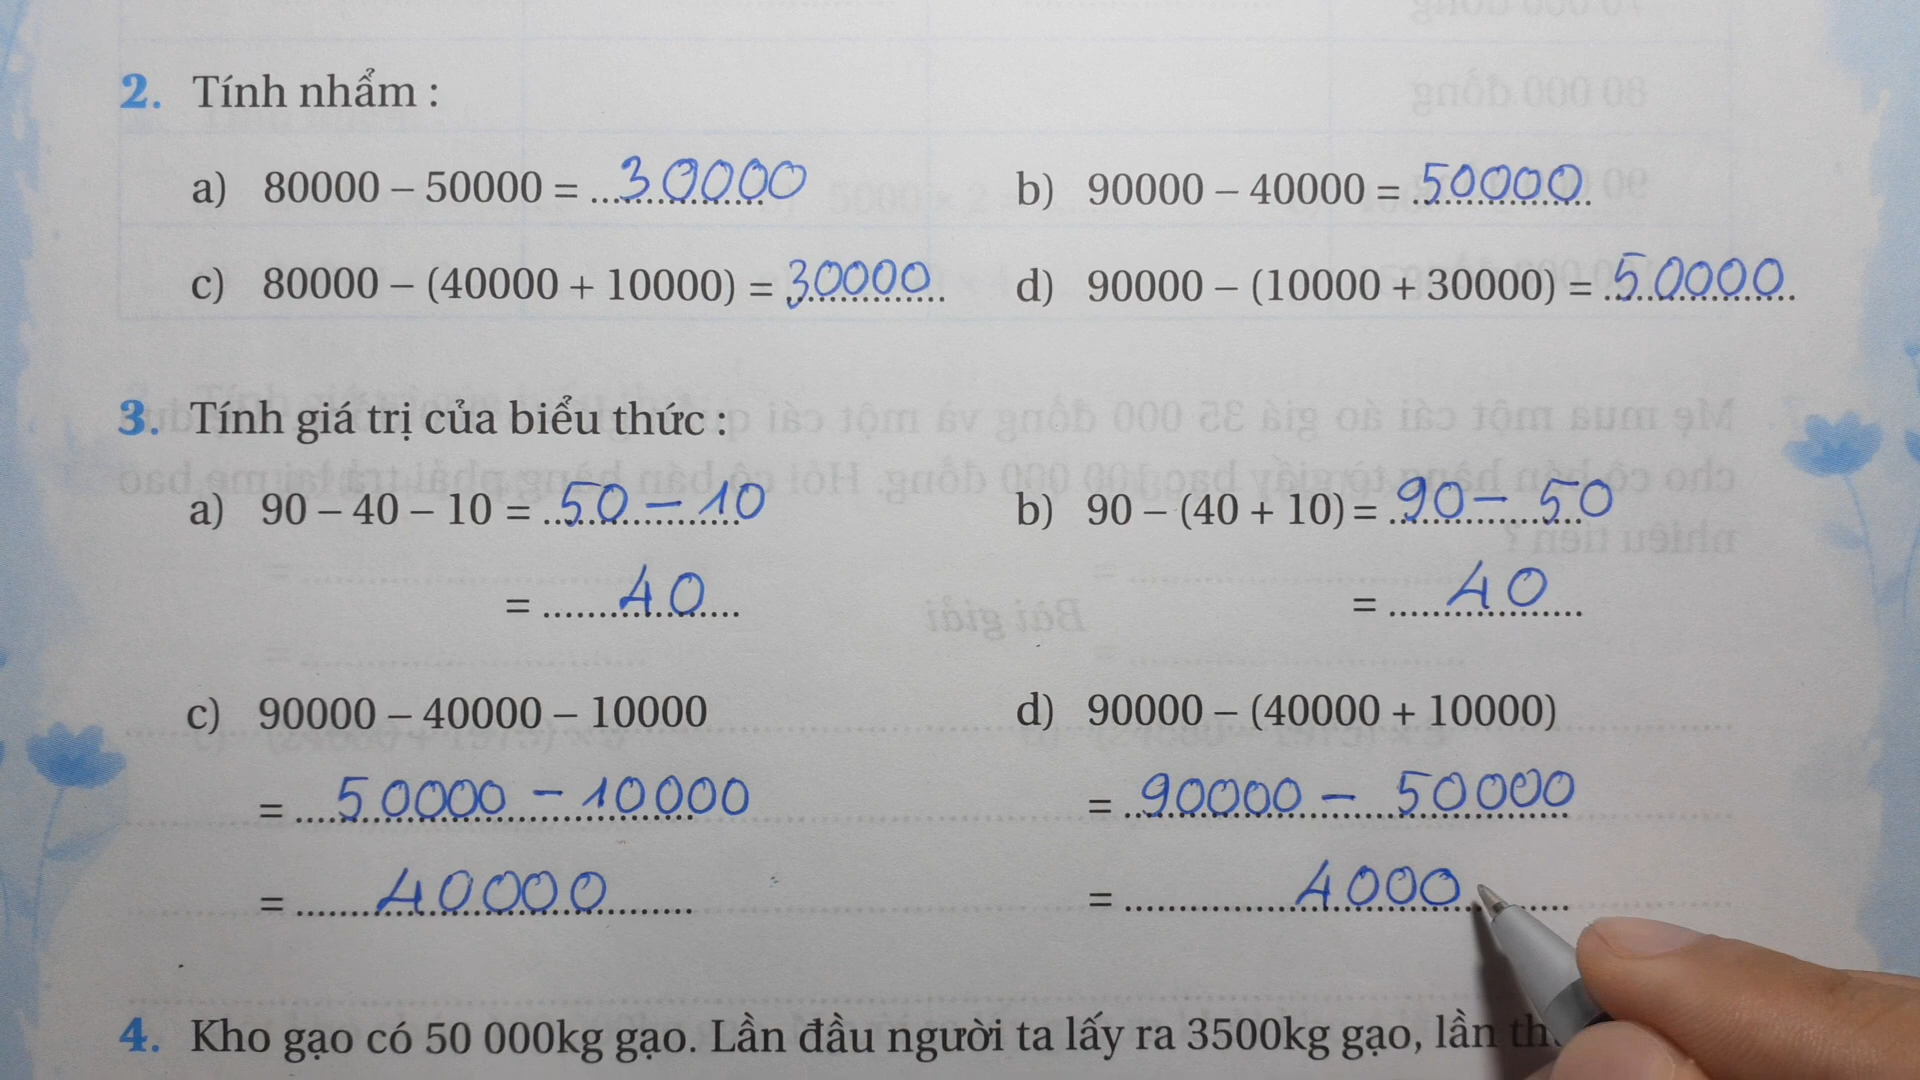 2. Tính nhẩm :
a) 80000 – 50000 = 30000 b) 90000 – 40000 = 50000
c) 80000 – (40000 + 10000) = 30000 d) 90000 – (10000 + 30000) = 50000
3. Tính giá trị của biểu thức :
a) 90 – 40 – 10 = 50 – 10 b) 90 – (40 + 10) = 90 – 50
= 40 = 40
c) 90000 – 40000 – 10000 d) 90000 – (40000 + 10000)
= 50000 – 10000 = 90000 – 50000
= 40000 = 4000
4. Kho gạo có 50 000kg gạo. Lần đầu người ta lấy ra 3500kg gạo, lần